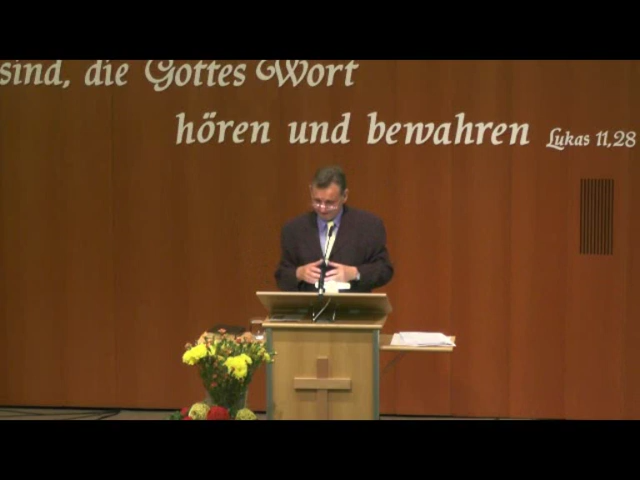 sind, die Gottes Wort
hören und bewahren Lukas 11,28